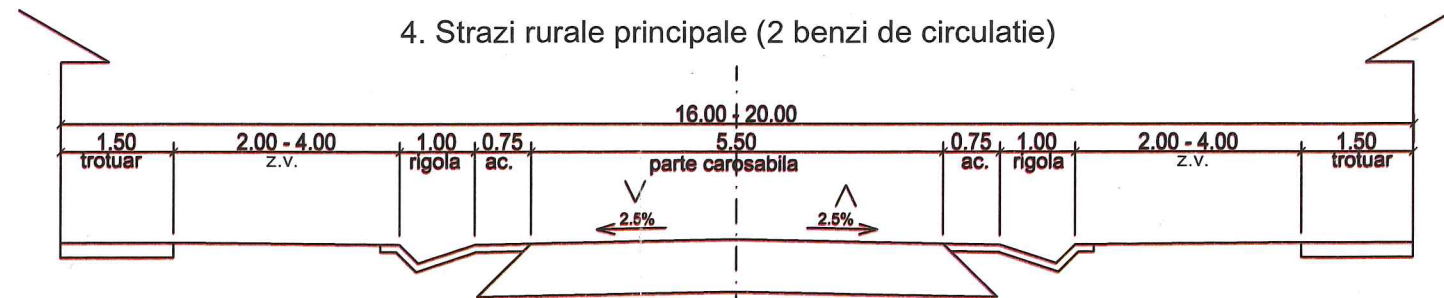 4. Strazi rurale principale (2 benzi de circulatie)
16.00 - 20.00
1.50 2.00 - 4.00 1.00 0.75 5.50 0.75 1.00 2.00 - 4.00 1.50
trotuar z.v. rigola ac. parte carosabila ac. rigola z.v. trotuar
2.5% 2.5%